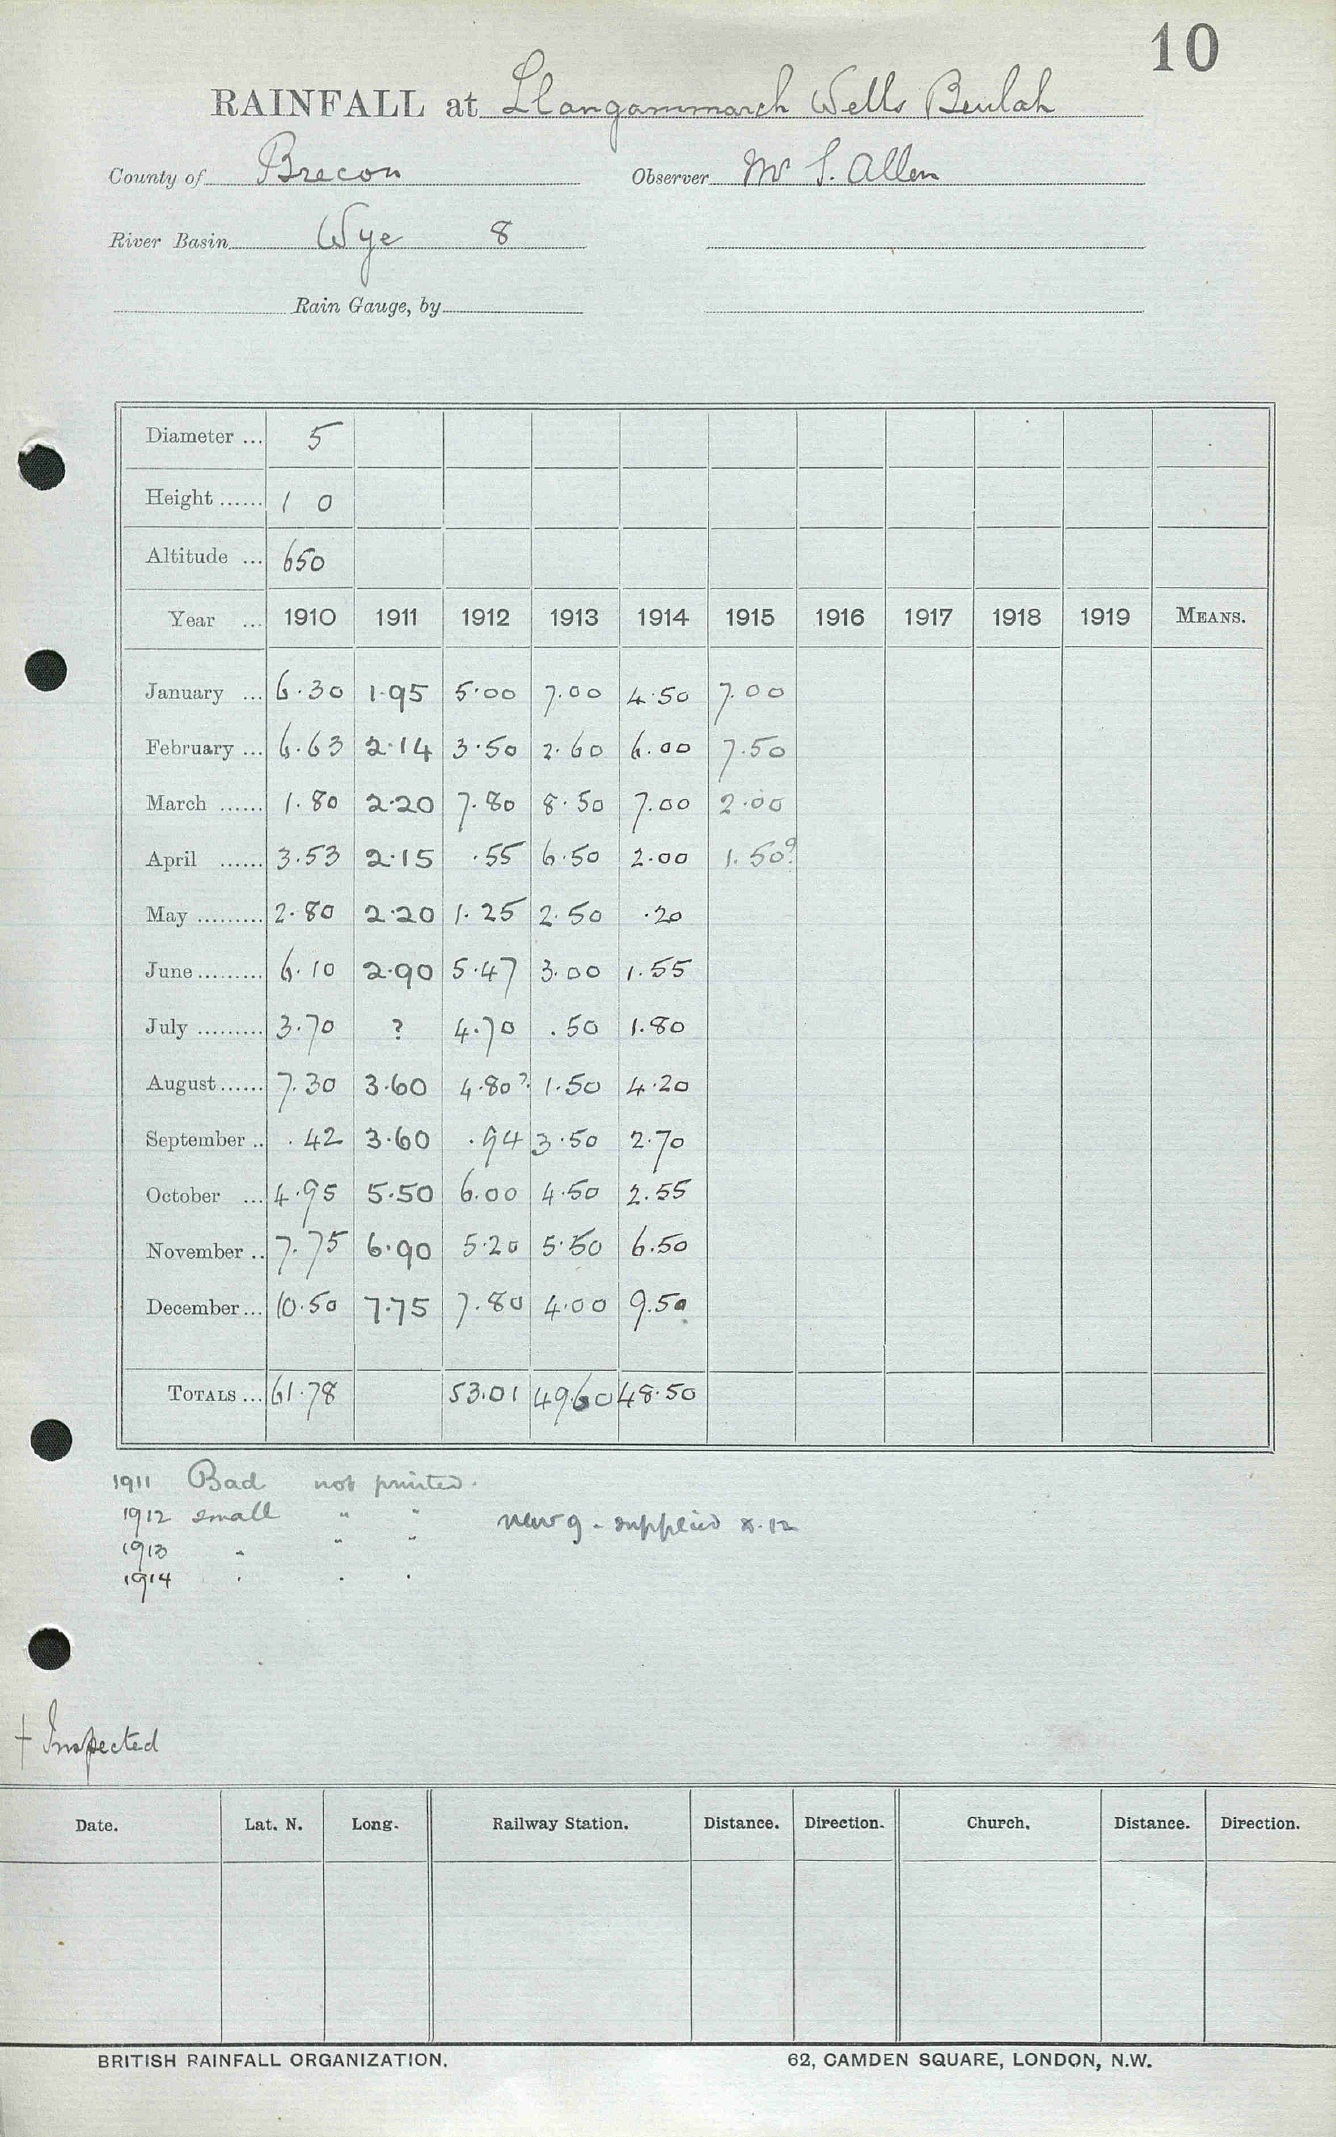 10
RAINFALL at Llangammarch Wells Beulah
County of Brecon Observer Mr S. Allen
River Basin Wye 8
Rain Gauge, by
Diameter ... 5
Height ...... 1 0
Altitude ... 650
Year ... 1910 1911 1912 1913 1914 1915 1916 1917 1918 1919 MEANS.
January ... 6.30 1.95 5.00 7.00 4.50 7.00
February ... 6.63 2.14 3.50 2.60 6.00 7.50
March ...... 1.80 2.20 7.80 8.50 7.00 2.00
April ...... 3.53 2.15 .55 6.50 2.00 1.50?
May ......... 2.80 2.20 1.25 2.50 .20
June ......... 6.10 2.90 5.47 3.00 1.55
July ......... 3.70 ? 4.70 .50 1.80
August ...... 7.30 3.60 4.80? 1.50 4.20
September .. .42 3.60 .94 3.50 2.70
October ... 4.95 5.50 6.00 4.50 2.55
November .. 7.75 6.90 5.20 5.50 6.50
December ... 10.50 7.75 7.80 4.00 9.50
TOTALS ... 61.78 53.01 49.60 48.50
1911 Bad not printed.
1912 small " " new g. supplied x.12
1913 " " "
1914 " " "
+ Inspected
Date. Lat. N. Long. Railway Station. Distance. Direction. Church. Distance. Direction.
BRITISH RAINFALL ORGANIZATION. 62, CAMDEN SQUARE, LONDON, N.W.